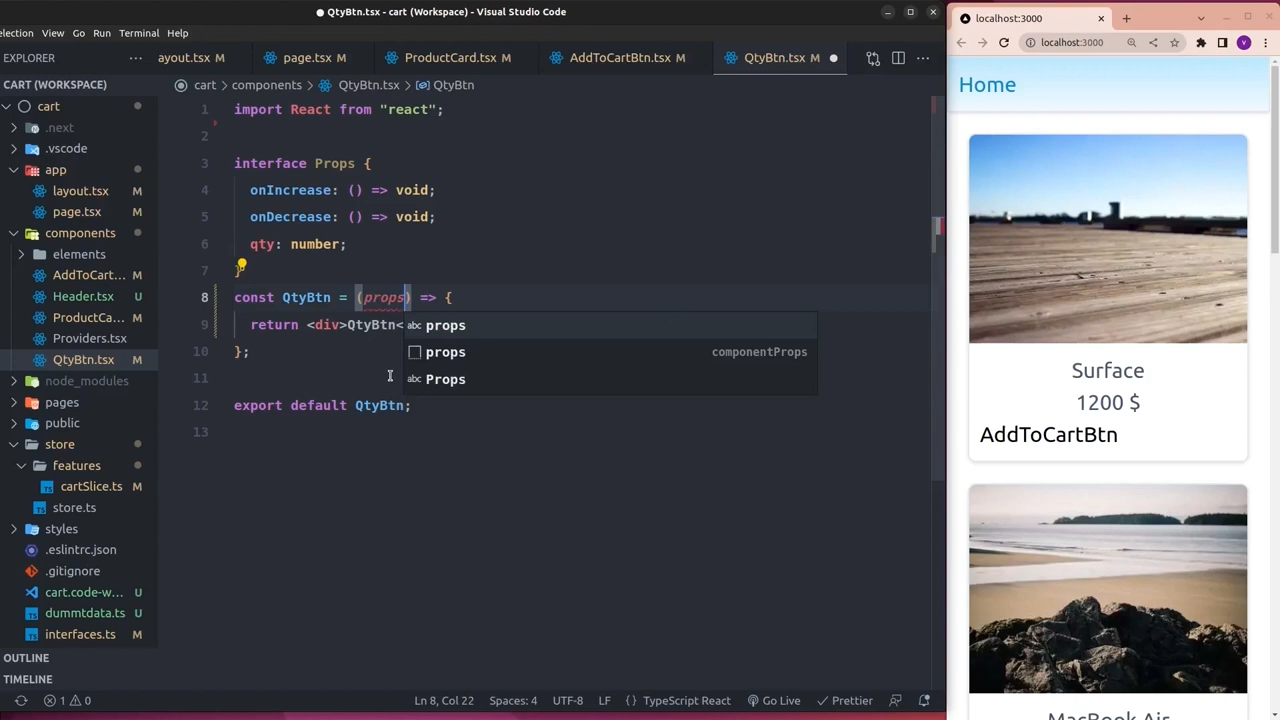 QtyBtn.tsx - cart (Workspace) - Visual Studio Code
election View Go Run Terminal Help
EXPLORER
ayout.tsx M
page.tsx M
ProductCard.tsx M
AddToCartBtn.tsx M
QtyBtn.tsx M
cart > components > QtyBtn.tsx > QtyBtn
CART (WORKSPACE)
cart
.next
.vscode
app
layout.tsx M
page.tsx M
components
elements
AddToCart... M
Header.tsx U
ProductCa... M
Providers.tsx M
QtyBtn.tsx M
node_modules
pages
public
store
features
cartSlice.ts M
store.ts
styles
.eslintrc.json
.gitignore
cart.code-w... U
dummtdata.ts U
interfaces.ts M
OUTLINE
TIMELINE
1 import React from "react";
2
3 interface Props {
4 onIncrease: () => void;
5 onDecrease: () => void;
6 qty: number;
7 }
8 const QtyBtn = (props) => {
9 return <div>QtyBtn<
10 };
11
12 export default QtyBtn;
13
props
props componentProps
Props
1 0
Ln 8, Col 22 Spaces: 4 UTF-8 LF {} TypeScript React Go Live Prettier
localhost:3000
localhost:3000
V
Home
Surface
1200 $
AddToCartBtn
MacBook Air